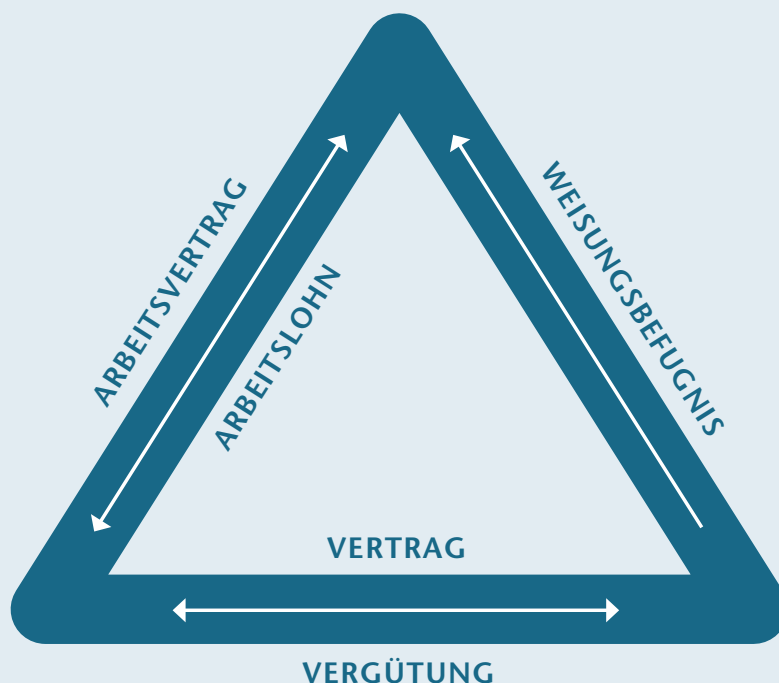 ARBEITSVERTRAG
ARBEITSLOHN
WEISUNGSBEFUGNIS
VERTRAG
VERGÜTUNG